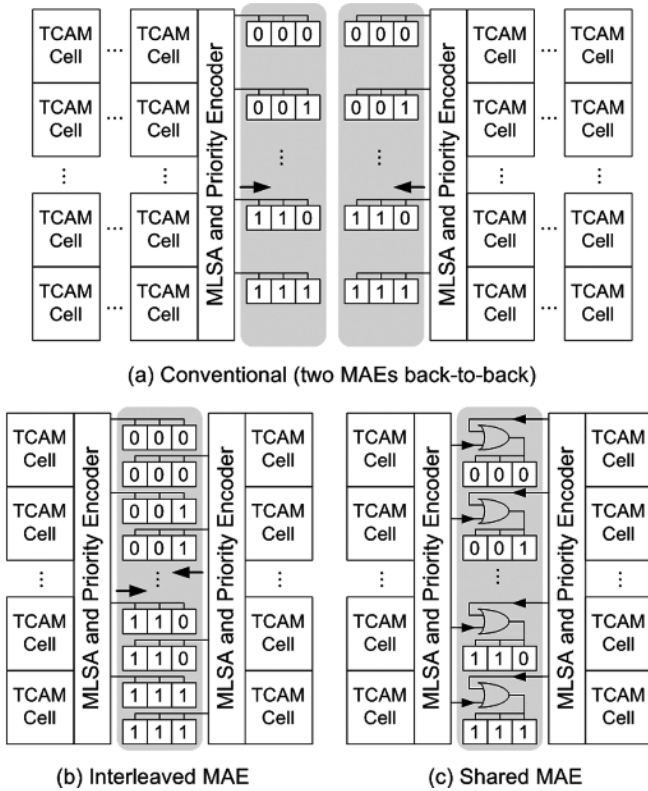 TCAM Cell ... TCAM Cell 0 0 0 0 0 0 TCAM Cell ... TCAM Cell
TCAM Cell ... TCAM Cell 0 0 1 0 0 1 TCAM Cell ... TCAM Cell
MLSA and Priority Encoder
MLSA and Priority Encoder
TCAM Cell ... TCAM Cell 1 1 0 1 1 0 TCAM Cell ... TCAM Cell
TCAM Cell ... TCAM Cell 1 1 1 1 1 1 TCAM Cell ... TCAM Cell
(a) Conventional (two MAEs back-to-back)
TCAM Cell 0 0 0 TCAM Cell
0 0 0
TCAM Cell 0 0 1 TCAM Cell
0 0 1
MLSA and Priority Encoder
MLSA and Priority Encoder
TCAM Cell 1 1 0 TCAM Cell
1 1 0
TCAM Cell 1 1 1 TCAM Cell
1 1 1
(b) Interleaved MAE
TCAM Cell 0 0 0 TCAM Cell
TCAM Cell 0 0 1 TCAM Cell
MLSA and Priority Encoder
MLSA and Priority Encoder
TCAM Cell 1 1 0 TCAM Cell
TCAM Cell 1 1 1 TCAM Cell
(c) Shared MAE